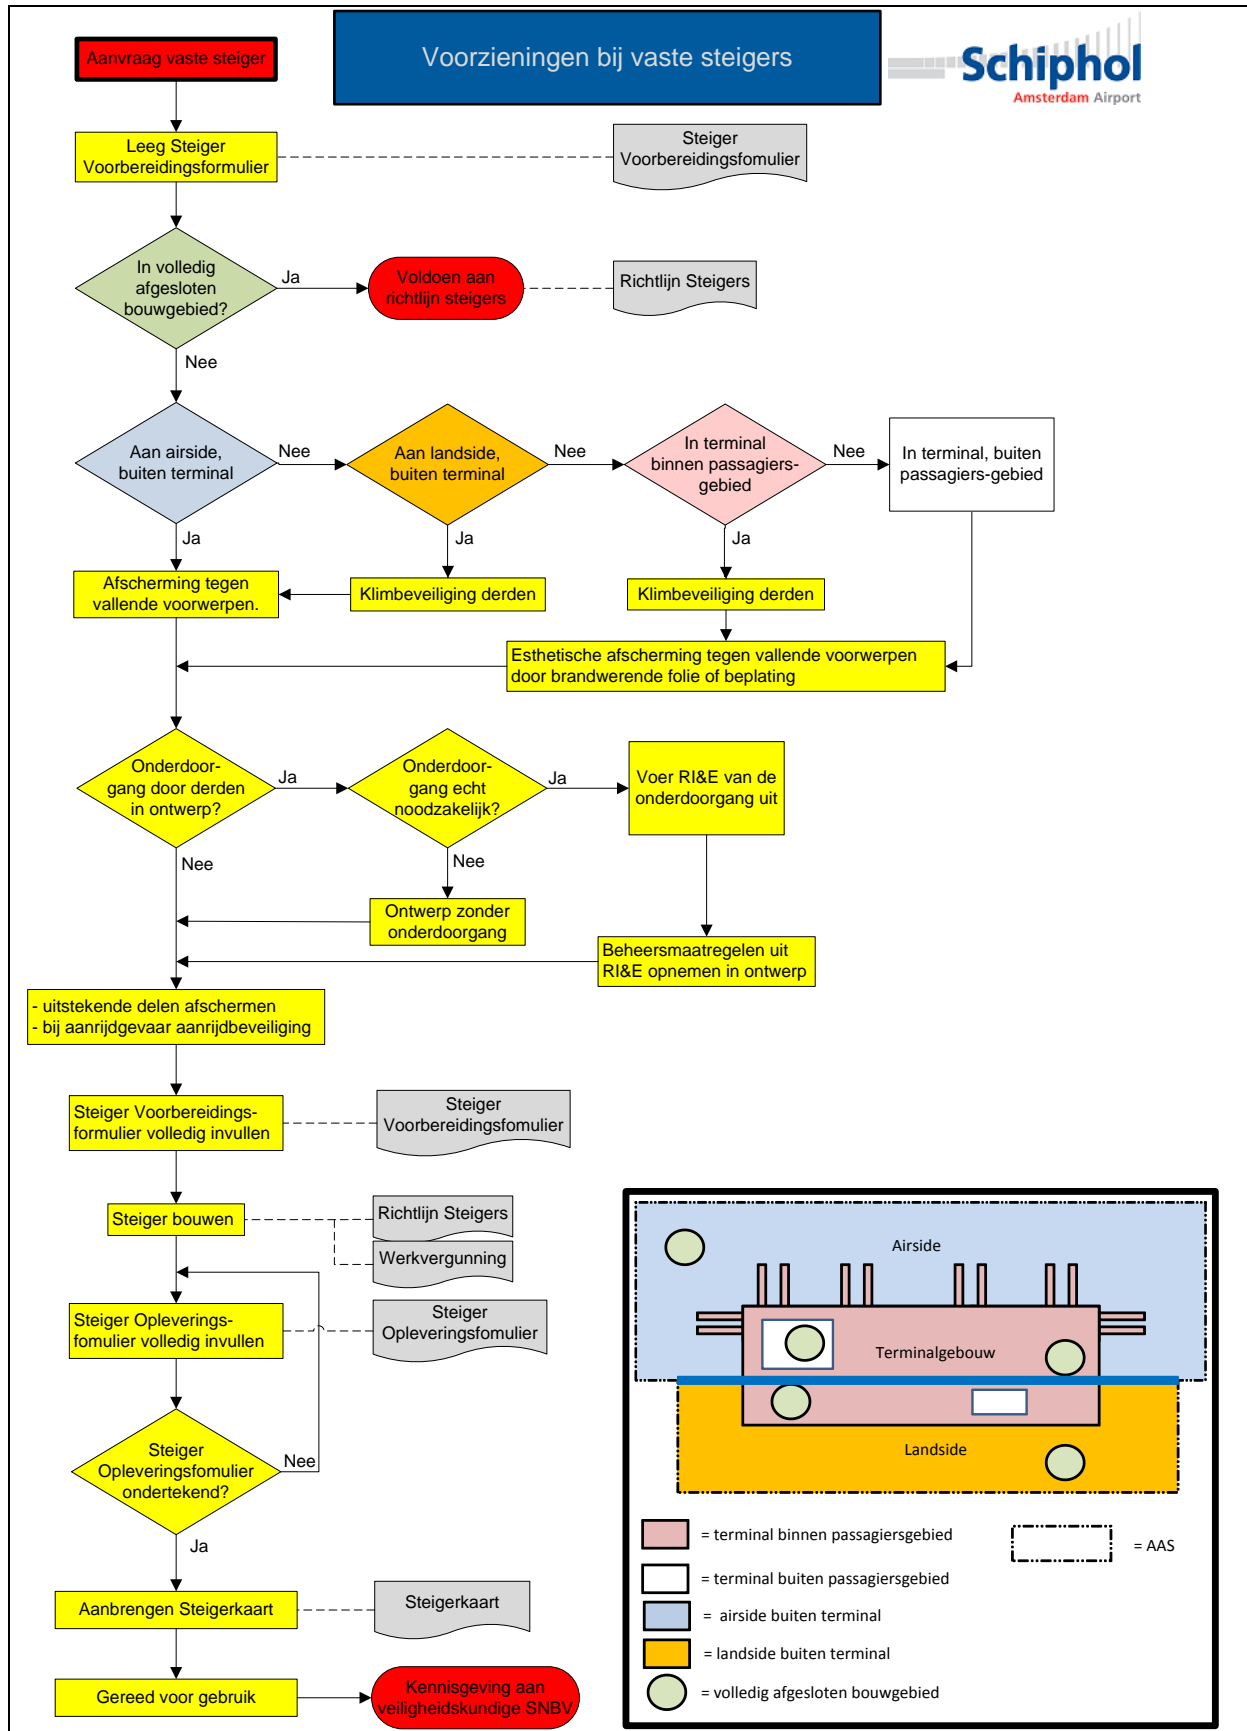 Voorzieningen bij vaste steigers
Schiphol
Amsterdam Airport
Aanvraag vaste steiger
Leeg Steiger
Voorbereidingsformulier
Steiger
Voorbereidingsfomulier
In volledig
afgesloten
bouwgebied?
Ja
Voldoen aan
richtlijn steigers
Richtlijn Steigers
Nee
Aan airside,
buiten terminal
Nee
Aan landside,
buiten terminal
Nee
In terminal
binnen passagiers-
gebied
Nee
In terminal, buiten
passagiers-gebied
Ja
Ja
Ja
Afscherming tegen
vallende voorwerpen.
Klimbeveiliging derden
Klimbeveiliging derden
Esthetische afscherming tegen vallende voorwerpen
door brandwerende folie of beplating
Onderdoor-
gang door derden
in ontwerp?
Ja
Onderdoor-
gang echt
noodzakelijk?
Ja
Voer RI&E van de
onderdoorgang uit
Nee
Nee
Ontwerp zonder
onderdoorgang
Beheersmaatregelen uit
RI&E opnemen in ontwerp
- uitstekende delen afschermen
- bij aanrijdgevaar aanrijdbeveiliging
Steiger Voorbereidings-
formulier volledig invullen
Steiger
Voorbereidingsfomulier
Steiger bouwen
Richtlijn Steigers
Werkvergunning
Steiger Opleverings-
fomulier volledig invullen
Steiger
Opleveringsfomulier
Steiger
Opleveringsfomulier
ondertekend?
Nee
Ja
Aanbrengen Steigerkaart
Steigerkaart
Gereed voor gebruik
Kennisgeving aan
veiligheidskundige SNBV
Airside
Terminalgebouw
Landside
= terminal binnen passagiersgebied
= AAS
= terminal buiten passagiersgebied
= airside buiten terminal
= landside buiten terminal
= volledig afgesloten bouwgebied